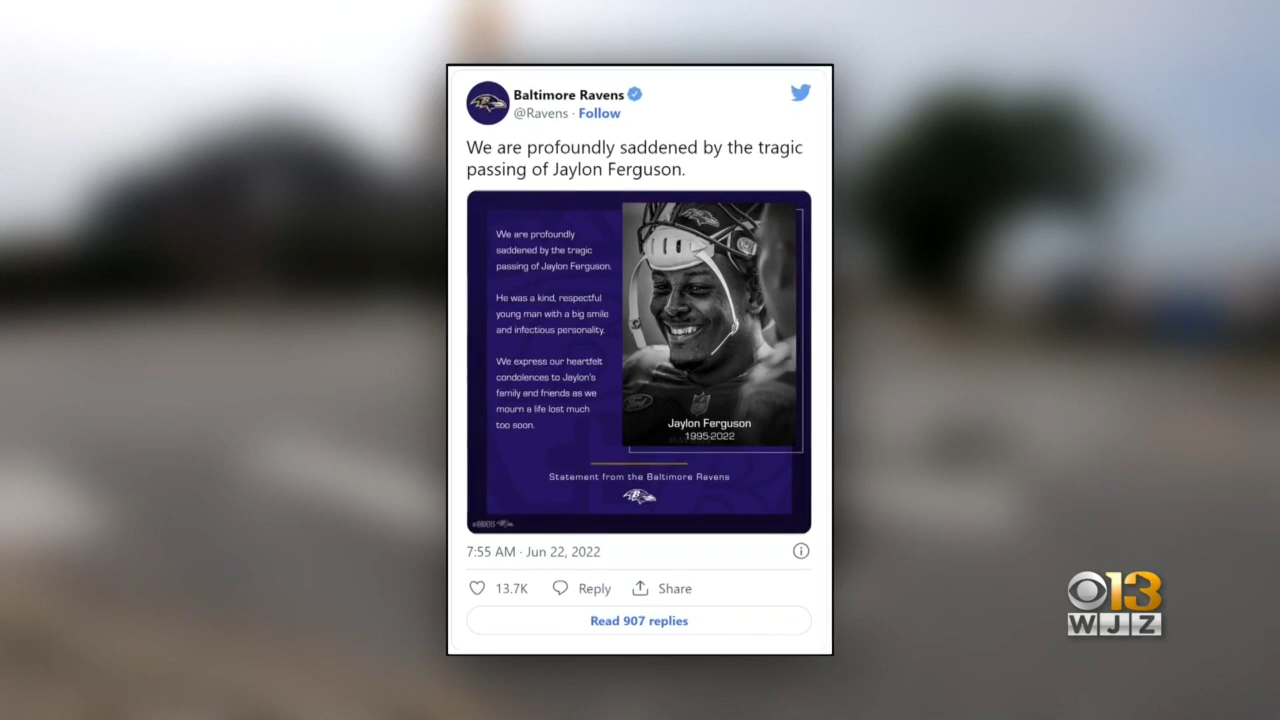 Baltimore Ravens
@Ravens · Follow
We are profoundly saddened by the tragic
passing of Jaylon Ferguson.
We are profoundly
saddened by the tragic
passing of Jaylon Ferguson.
He was a kind, respectful
young man with a big smile
and infectious personality.
We express our heartfelt
condolences to Jaylon's
family and friends as we
mourn a life lost much
too soon.
Jaylon Ferguson
1995-2022
Statement from the Baltimore Ravens
7:55 AM · Jun 22, 2022
13.7K Reply Share
Read 907 replies
13
WJZ